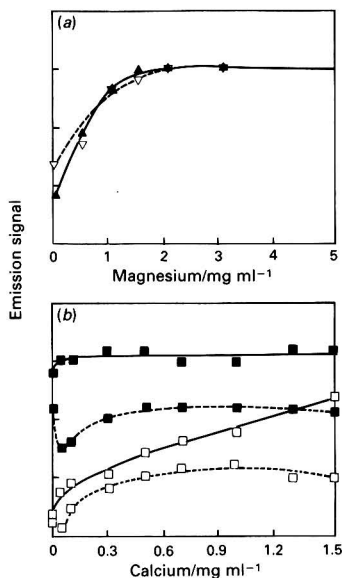 (a)
0 1 2 3 4 5
Magnesium/mg ml⁻¹
Emission signal
(b)
0 0.3 0.6 0.9 1.2 1.5
Calcium/mg ml⁻¹